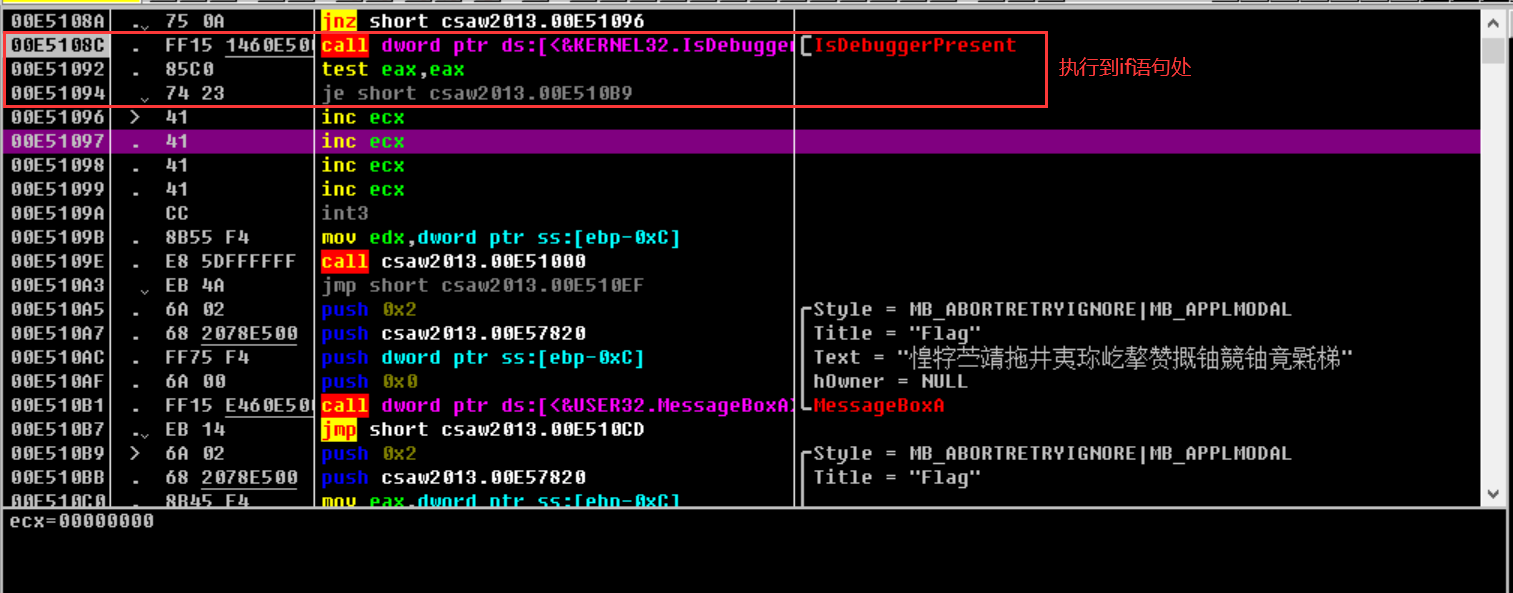 00E5108A . 75 0A jnz short csaw2013.00E51096
00E5108C . FF15 1460E50 call dword ptr ds:[<&KERNEL32.IsDebugger IsDebuggerPresent
00E51092 . 85C0 test eax,eax
00E51094 . 74 23 je short csaw2013.00E510B9
执行到if语句处
00E51096 > 41 inc ecx
00E51097 . 41 inc ecx
00E51098 . 41 inc ecx
00E51099 . 41 inc ecx
00E5109A CC int3
00E5109B . 8B55 F4 mov edx,dword ptr ss:[ebp-0xC]
00E5109E . E8 5DFFFFFF call csaw2013.00E51000
00E510A3 . EB 4A jmp short csaw2013.00E510EF
00E510A5 . 6A 02 push 0x2 Style = MB_ABORTRETRYIGNORE|MB_APPLMODAL
00E510A7 . 68 2078E500 push csaw2013.00E57820 Title = "Flag"
00E510AC . FF75 F4 push dword ptr ss:[ebp-0xC] Text = "惶牸苎靖拖井夷珎屹嫠赞摡铀竸铀竟毵梯"
00E510AF . 6A 00 push 0x0 hOwner = NULL
00E510B1 . FF15 E460E50 call dword ptr ds:[<&USER32.MessageBoxA> MessageBoxA
00E510B7 . EB 14 jmp short csaw2013.00E510CD
00E510B9 > 6A 02 push 0x2 Style = MB_ABORTRETRYIGNORE|MB_APPLMODAL
00E510BB . 68 2078E500 push csaw2013.00E57820 Title = "Flag"
00E510C0 . 8B45 F4 mov eax,dword ptr ss:[ebp-0xC]
ecx=00000000